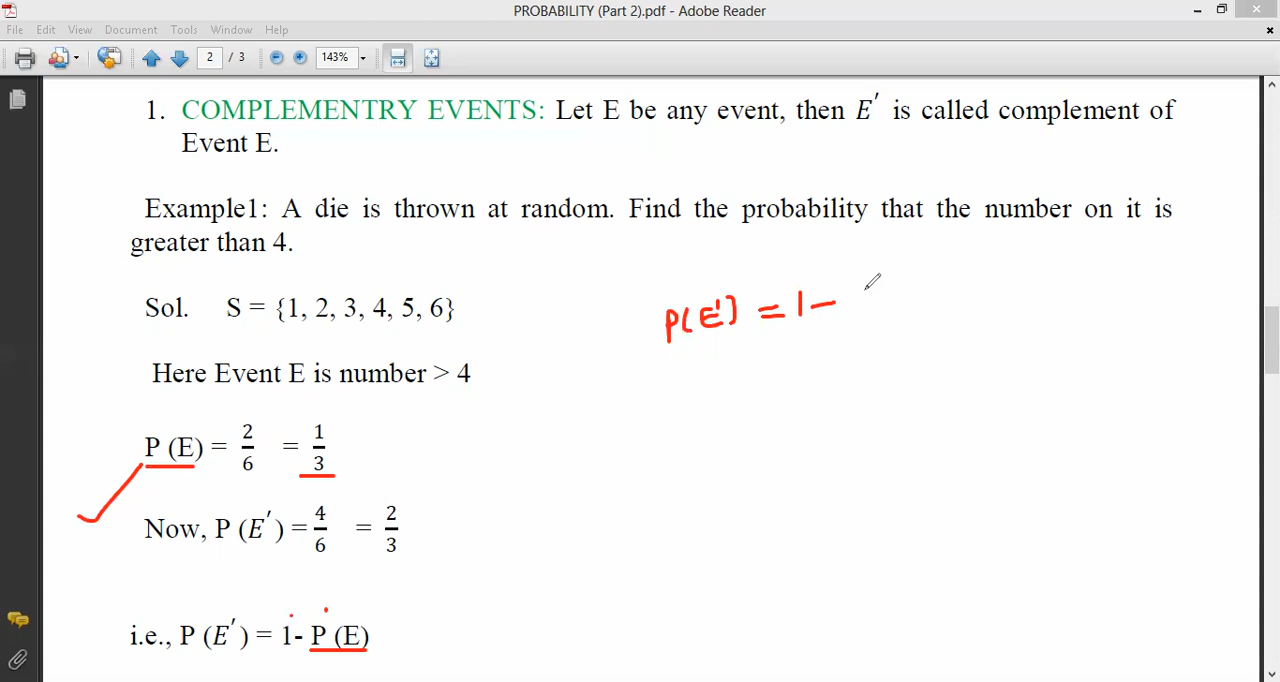 PROBABILITY (Part 2).pdf - Adobe Reader
File Edit View Document Tools Window Help
2 / 3 143%
1. COMPLEMENTRY EVENTS: Let E be any event, then E′ is called complement of
Event E.
Example1: A die is thrown at random. Find the probability that the number on it is
greater than 4.
Sol. S = {1, 2, 3, 4, 5, 6}
P(E') = 1 –
Here Event E is number > 4
P (E) = 2/6 = 1/3
Now, P (E′) = 4/6 = 2/3
i.e., P (E′) = 1- P (E)